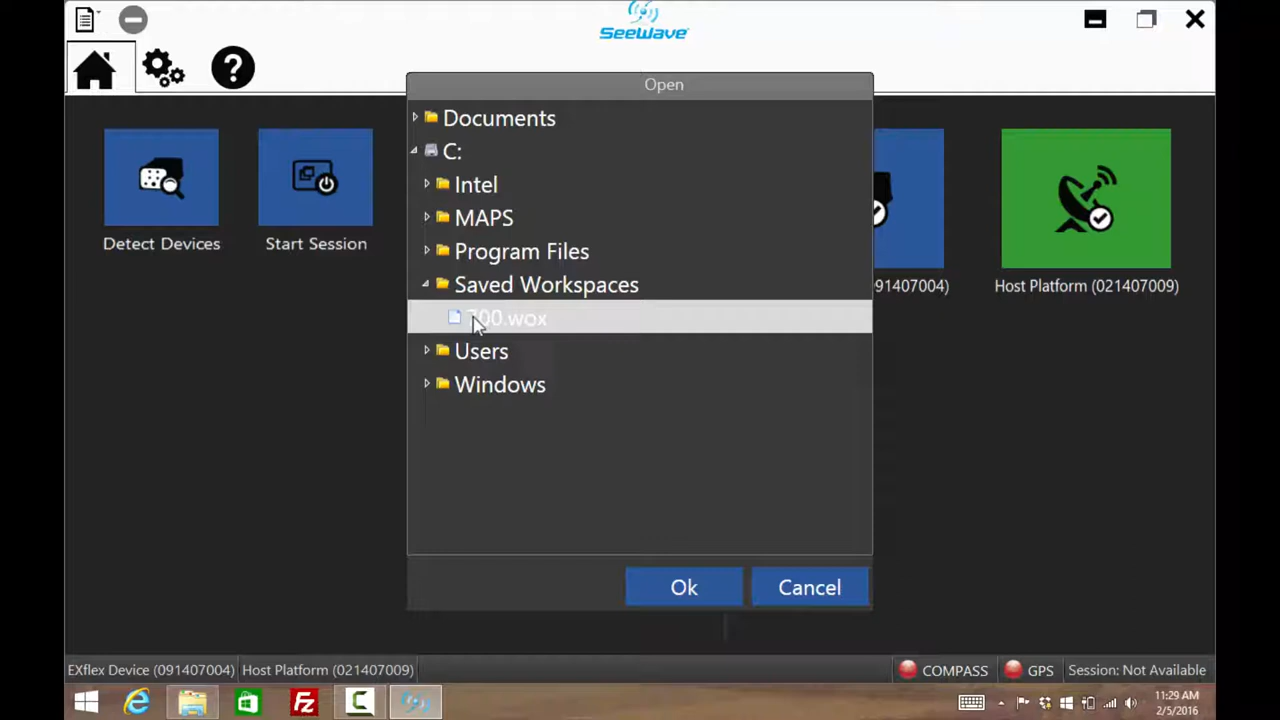 SeeWave
Open
Documents
C:
Intel
MAPS
Program Files
Saved Workspaces
700.wox
Users
Windows
Detect Devices
Start Session
91407004)
Host Platform (021407009)
Ok
Cancel
EXflex Device (091407004)
Host Platform (021407009)
COMPASS
GPS
Session: Not Available
11:29 AM
2/5/2016